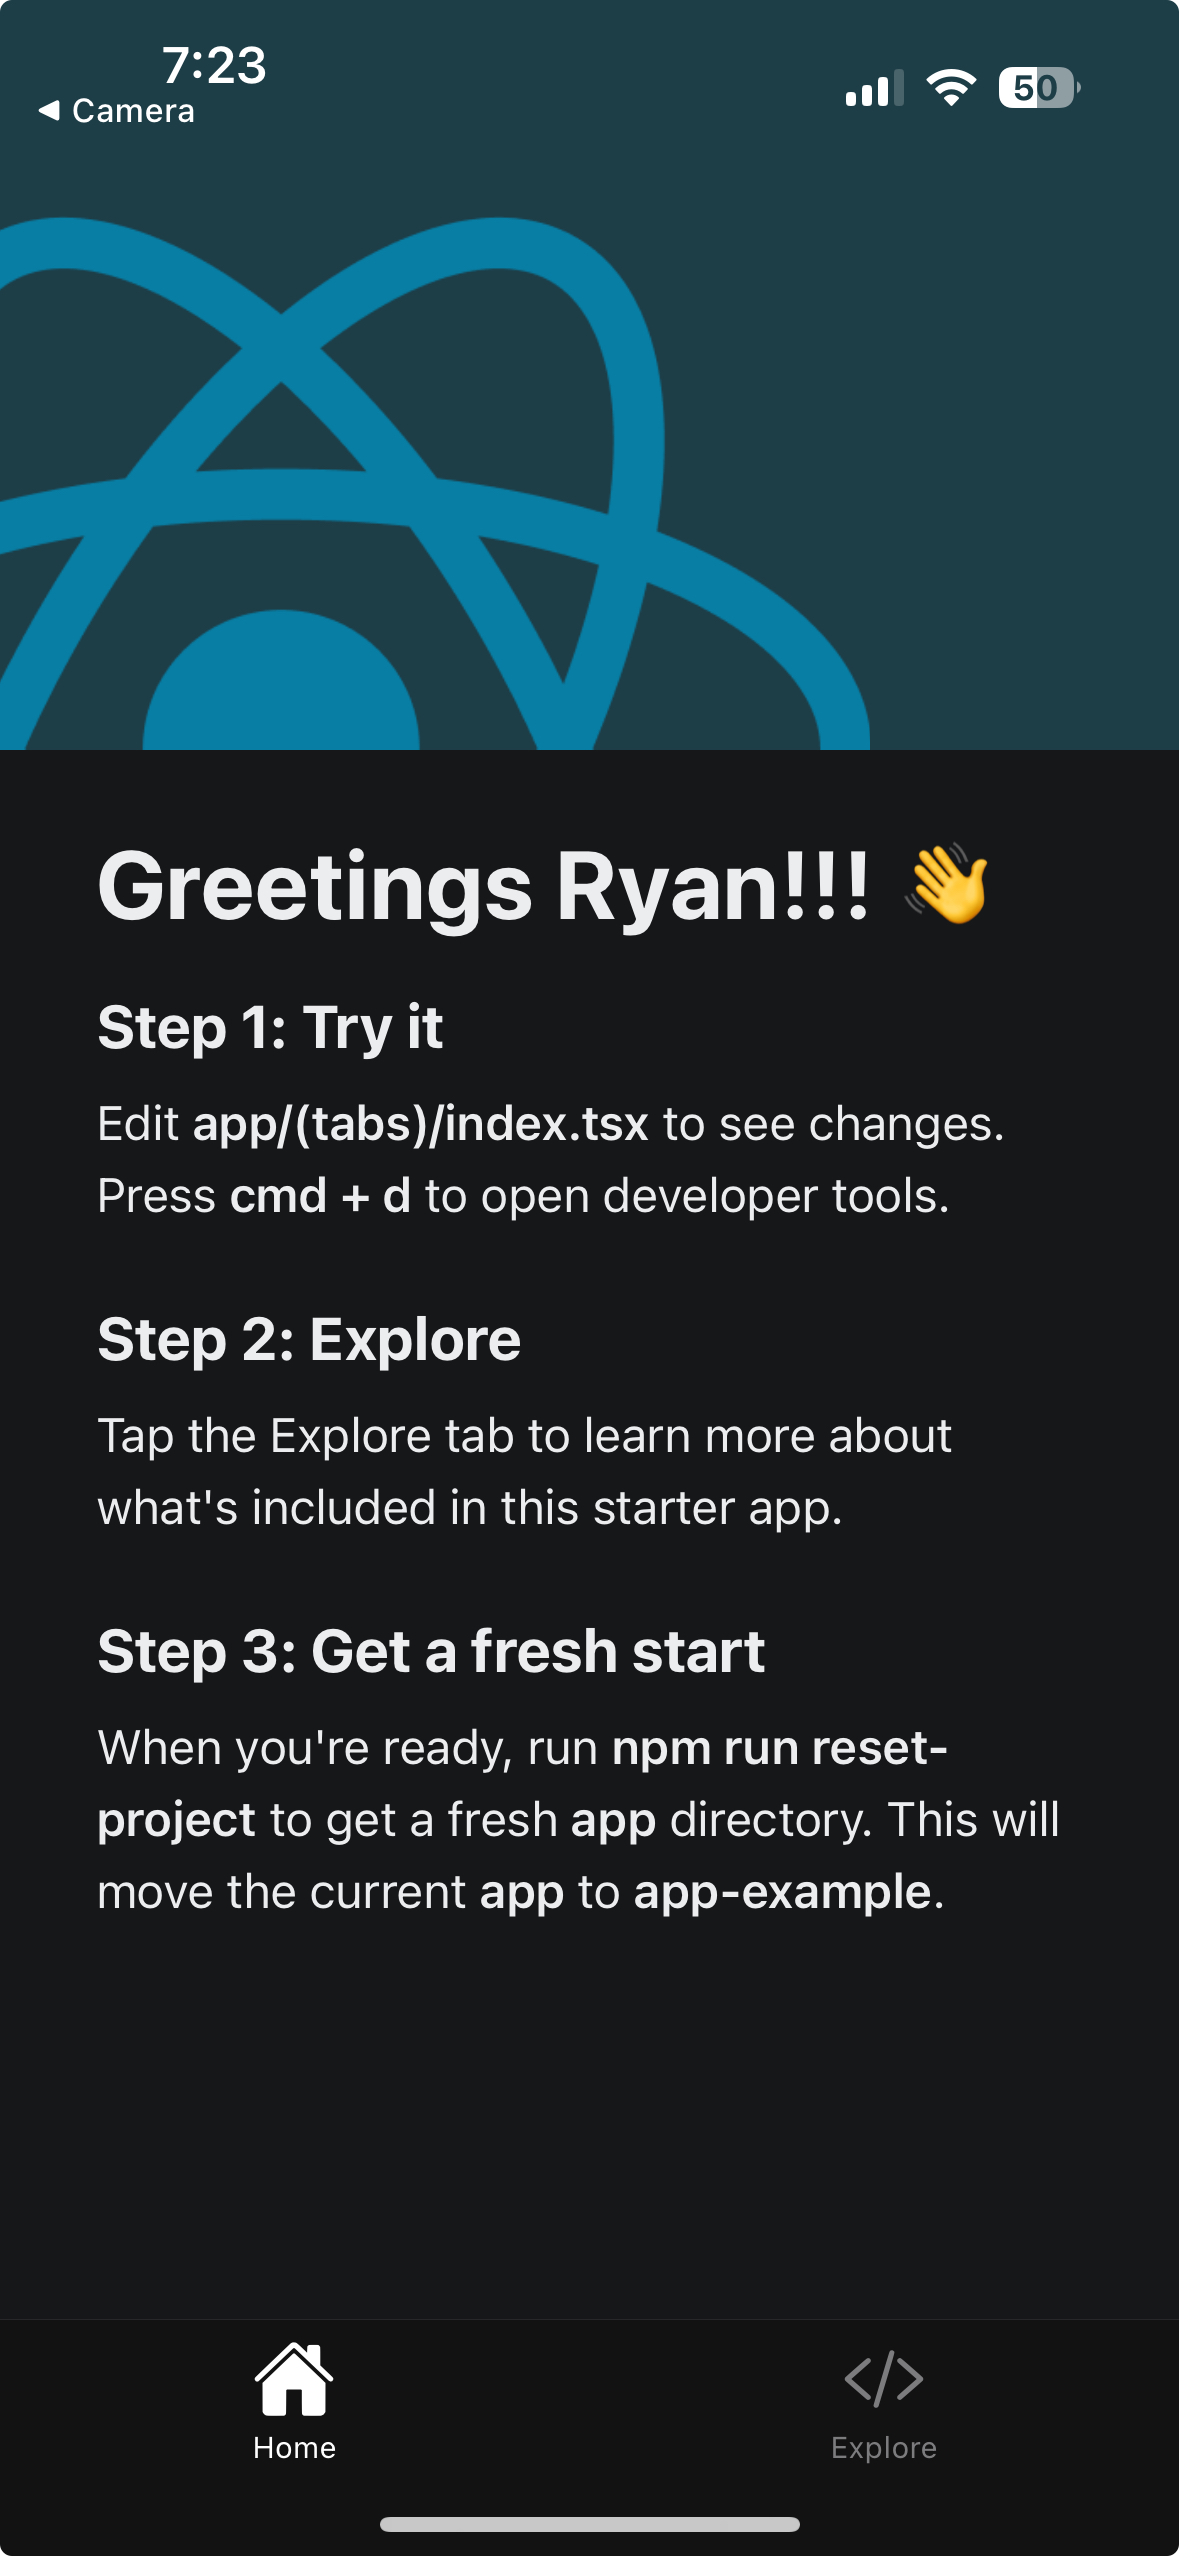 7:23
◀ Camera
50
Greetings Ryan!!! 👋
Step 1: Try it
Edit app/(tabs)/index.tsx to see changes.
Press cmd + d to open developer tools.
Step 2: Explore
Tap the Explore tab to learn more about
what's included in this starter app.
Step 3: Get a fresh start
When you're ready, run npm run reset-
project to get a fresh app directory. This will
move the current app to app-example.
Home
Explore